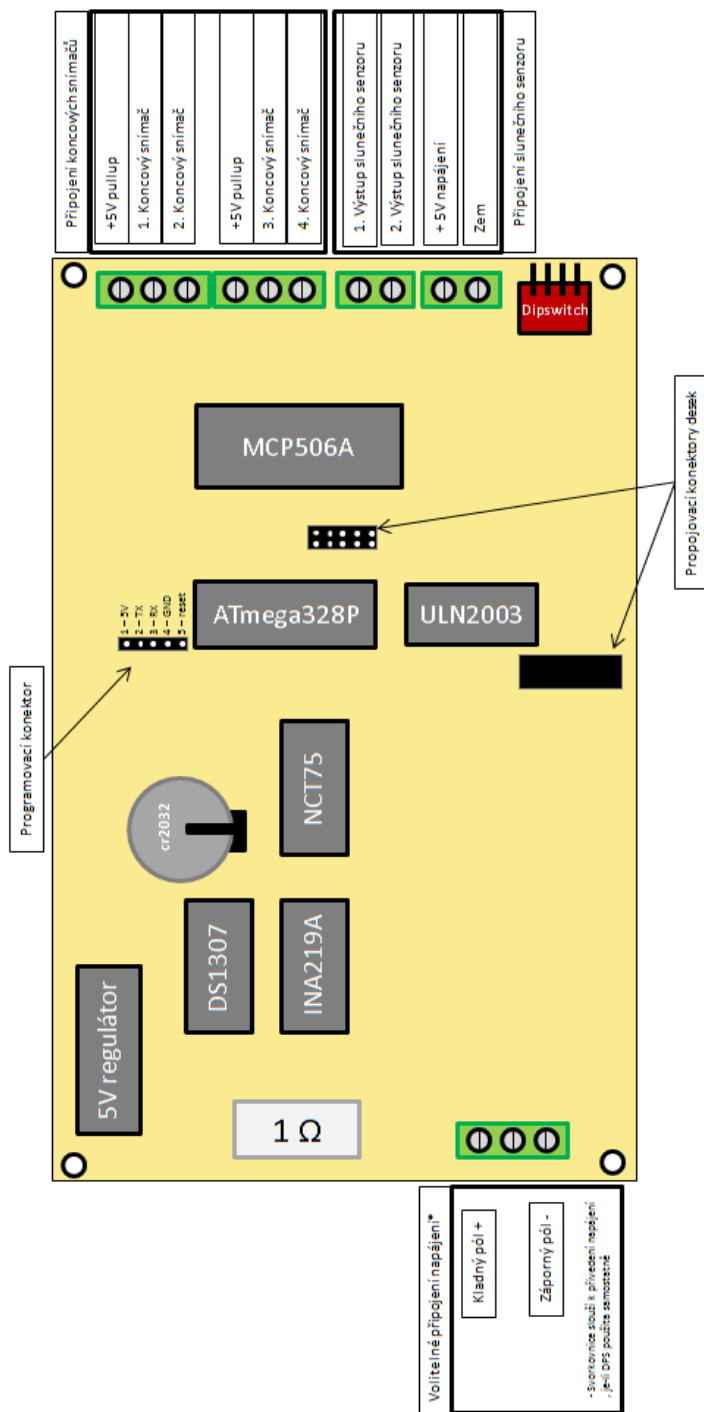 Připojení koncových snímačů
+5V pullup
1. Koncový snímač
2. Koncový snímač
+5V pullup
3. Koncový snímač
4. Koncový snímač
1. Výstup slunečního senzoru
2. Výstup slunečního senzoru
+ 5V napájení
Zem
Připojení slunečního senzoru
Dipswitch
MCP506A
Propojovací konektory desek
1 – 5V
2 – TX
3 – RX
4 – GND
5 – reset
ATmega328P
ULN2003
Programovací konektor
cr2032
NCT75
DS1307
INA219A
5V regulátor
1 Ω
Volitelné připojení napájení*
Kladný pól +
Záporný pól -
- Svorkovnice slouží k přivedení napájení
, je-li DPS použita samostatně